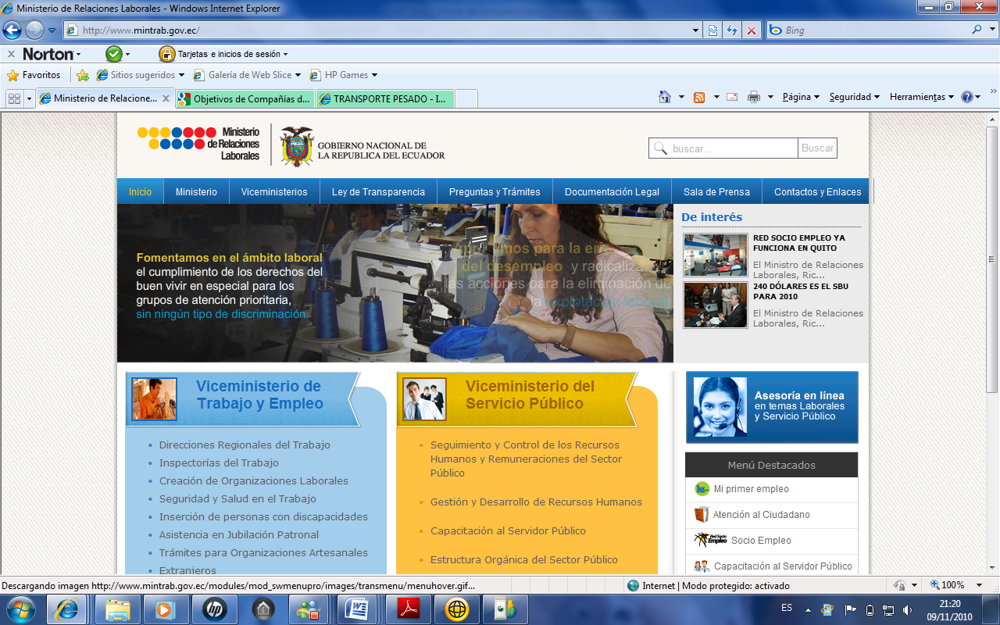 Ministerio de Relaciones Laborales - Windows Internet Explorer
http://www.mintrab.gov.ec/
Bing
Norton
Tarjetas e inicios de sesión
Favoritos
Sitios sugeridos
Galería de Web Slice
HP Games
Ministerio de Relacione...
Objetivos de Compañías d...
TRANSPORTE PESADO - I...
Página
Seguridad
Herramientas
Ministerio
de Relaciones
Laborales
GOBIERNO NACIONAL DE
LA REPUBLICA DEL ECUADOR
buscar...
Buscar
Inicio
Ministerio
Viceministerios
Ley de Transparencia
Preguntas y Trámites
Documentación Legal
Sala de Prensa
Contactos y Enlaces
Fomentamos en el ámbito laboral
el cumplimiento de los derechos del
buen vivir en especial para los
grupos de atención prioritaria,
sin ningún tipo de discriminación.
para la
del desempleo y radicaliza
las acciones para la eliminación de
la explotación laboral
De interés
RED SOCIO EMPLEO YA
FUNCIONA EN QUITO
El Ministro de Relaciones
Laborales, Ric...
240 DÓLARES ES EL SBU
PARA 2010
El Ministro de Relaciones
Laborales, Ric...
Viceministerio de
Trabajo y Empleo
Direcciones Regionales del Trabajo
Inspectorías del Trabajo
Creación de Organizaciones Laborales
Seguridad y Salud en el Trabajo
Inserción de personas con discapacidades
Asistencia en Jubilación Patronal
Trámites para Organizaciones Artesanales
Extranjeros
Viceministerio del
Servicio Público
Seguimiento y Control de los Recursos
Humanos y Remuneraciones del Sector
Público
Gestión y Desarrollo de Recursos Humanos
Capacitación al Servidor Público
Estructura Orgánica del Sector Público
Asesoría en línea
en temas Laborales
y Servicio Público
Menú Destacados
Mi primer empleo
Atención al Ciudadano
Red Socio
Empleo
Socio Empleo
Capacitación al Servidor Público
Descargando imagen http://www.mintrab.gov.ec/modules/mod_swmenupro/images/transmenu/menuhover.gif...
Internet | Modo protegido: activado
100%
ES
21:20
09/11/2010